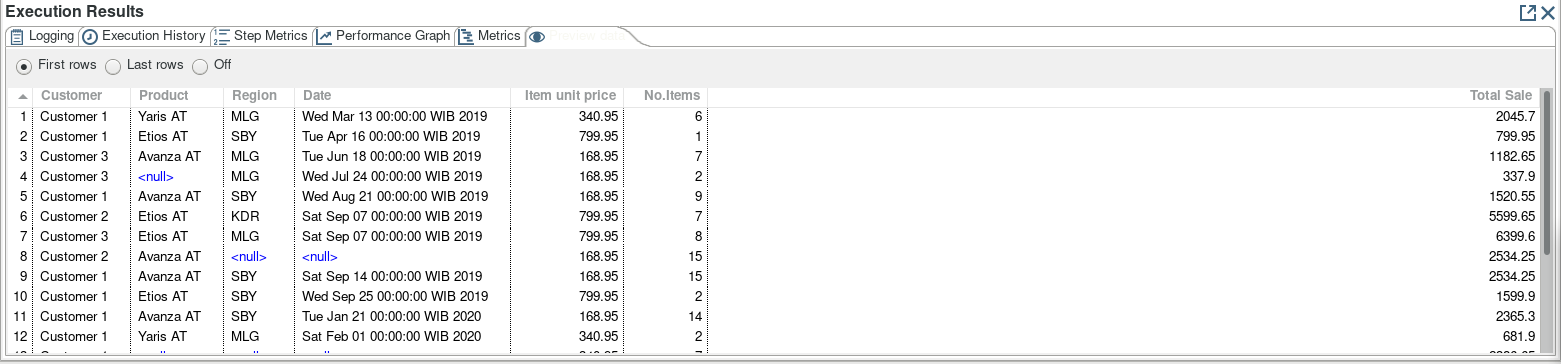 Execution Results
Logging Execution History Step Metrics Performance Graph Metrics Preview data
First rows Last rows Off
Customer Product Region Date Item unit price No.Items Total Sale
1 Customer 1 Yaris AT MLG Wed Mar 13 00:00:00 WIB 2019 340.95 6 2045.7
2 Customer 1 Etios AT SBY Tue Apr 16 00:00:00 WIB 2019 799.95 1 799.95
3 Customer 3 Avanza AT MLG Tue Jun 18 00:00:00 WIB 2019 168.95 7 1182.65
4 Customer 3 <null> MLG Wed Jul 24 00:00:00 WIB 2019 168.95 2 337.9
5 Customer 1 Avanza AT SBY Wed Aug 21 00:00:00 WIB 2019 168.95 9 1520.55
6 Customer 2 Etios AT KDR Sat Sep 07 00:00:00 WIB 2019 799.95 7 5599.65
7 Customer 3 Etios AT MLG Sat Sep 07 00:00:00 WIB 2019 799.95 8 6399.6
8 Customer 2 Avanza AT <null> <null> 168.95 15 2534.25
9 Customer 1 Avanza AT SBY Sat Sep 14 00:00:00 WIB 2019 168.95 15 2534.25
10 Customer 1 Etios AT SBY Wed Sep 25 00:00:00 WIB 2019 799.95 2 1599.9
11 Customer 1 Avanza AT SBY Tue Jan 21 00:00:00 WIB 2020 168.95 14 2365.3
12 Customer 1 Yaris AT MLG Sat Feb 01 00:00:00 WIB 2020 340.95 2 681.9